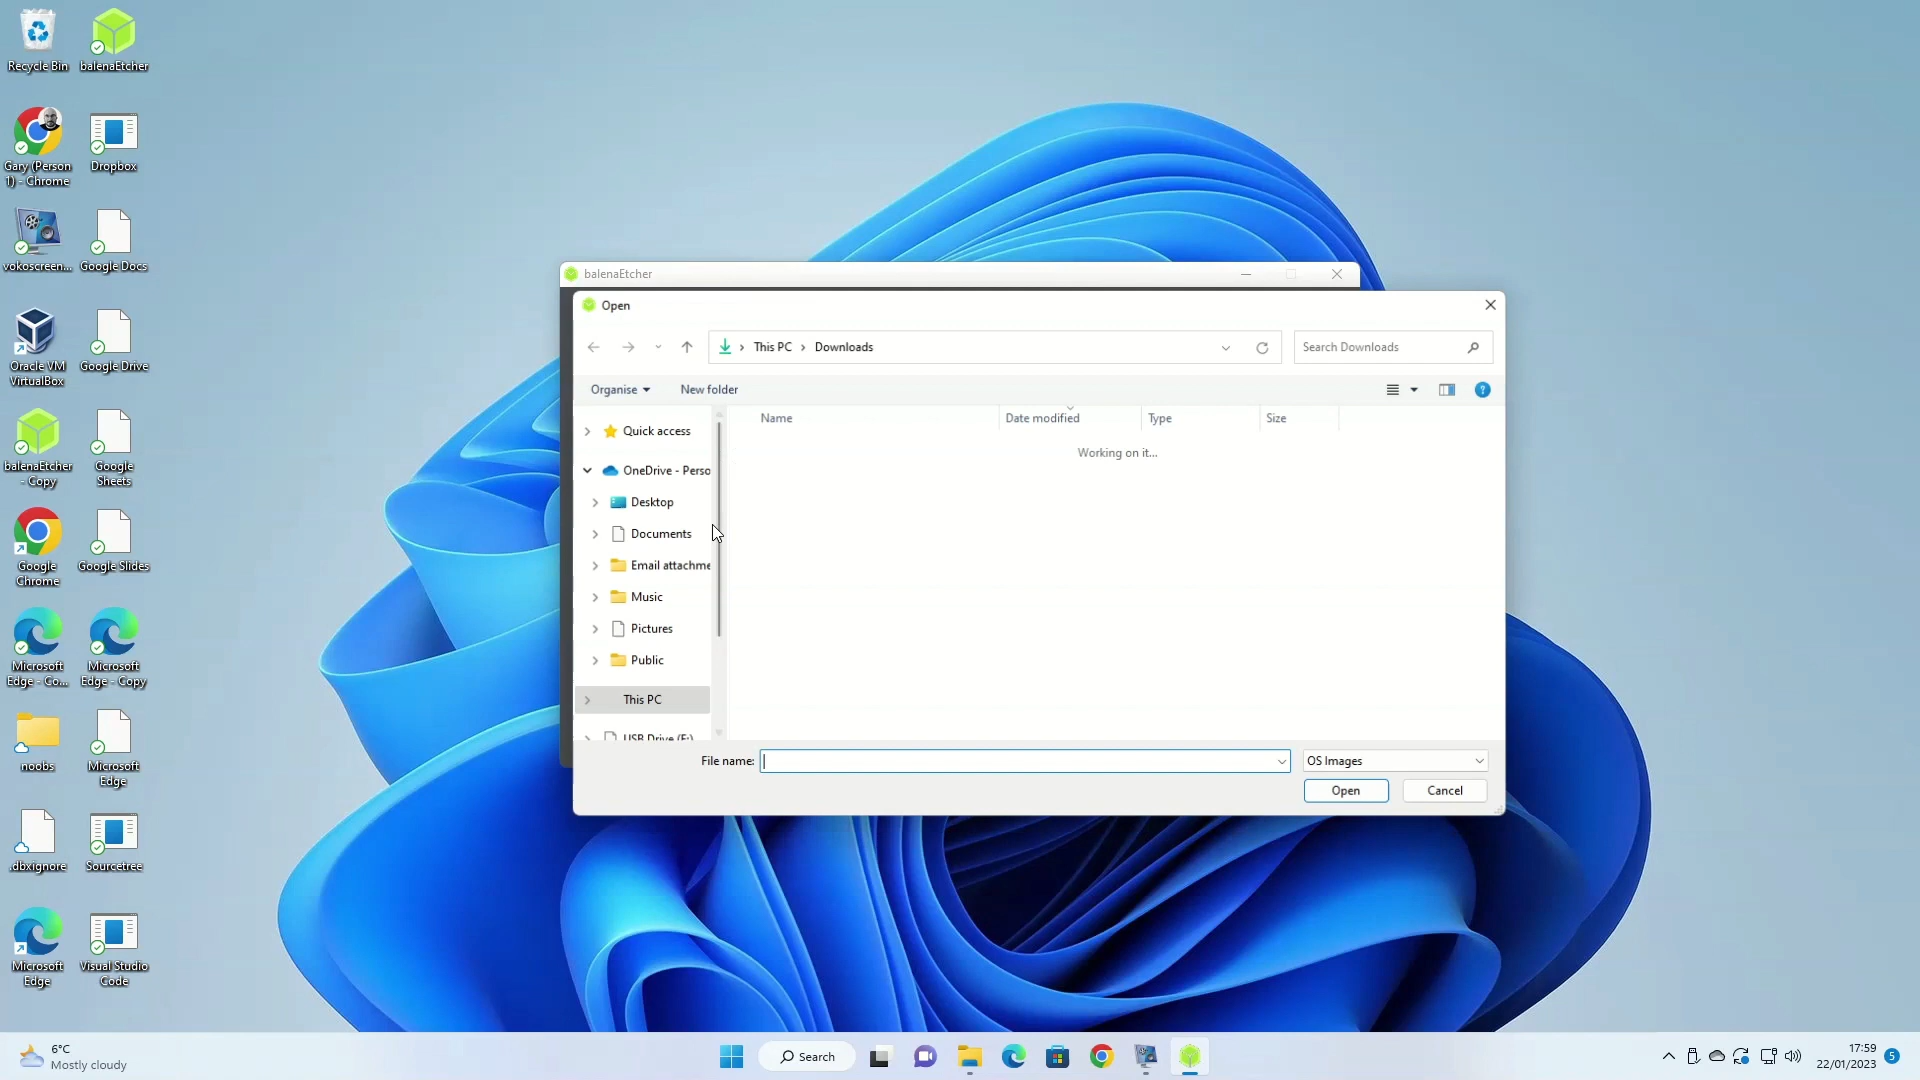 Recycle Bin
balenaEtcher
Gary (Person
1) - Chrome
Dropbox
vokoscreen...
Google Docs
Oracle VM
VirtualBox
Google Drive
balenaEtcher
- Copy
Google
Sheets
Google
Chrome
Google Slides
Microsoft
Edge - Co...
Microsoft
Edge - Copy
noobs
Microsoft
Edge
.dbxignore
Sourcetree
Microsoft
Edge
Visual Studio
Code
balenaEtcher
Open
This PC > Downloads
Search Downloads
Organise
New folder
Name
Date modified
Type
Size
Working on it...
Quick access
OneDrive - Perso
Desktop
Documents
Email attachme
Music
Pictures
Public
This PC
USB Drive (F:)
File name:
OS Images
Open
Cancel
6°C
Mostly cloudy
Search
17:59
22/01/2023
5